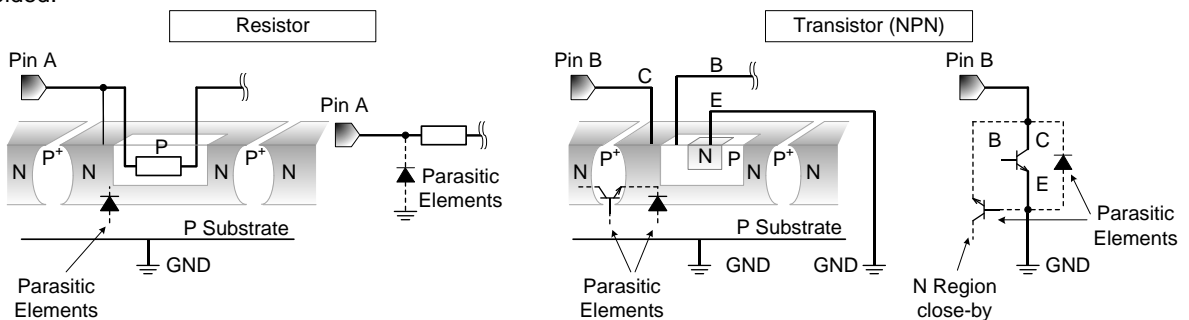 Resistor
Pin A
Pin A
P
N
P+
N
N
P+
N
Parasitic
Elements
P Substrate
GND
Parasitic
Elements
Transistor (NPN)
Pin B
C
B
E
N
P+
N
N
P
N
P+
N
P Substrate
GND
GND
Parasitic
Elements
Pin B
B
C
E
Parasitic
Elements
GND
N Region
close-by